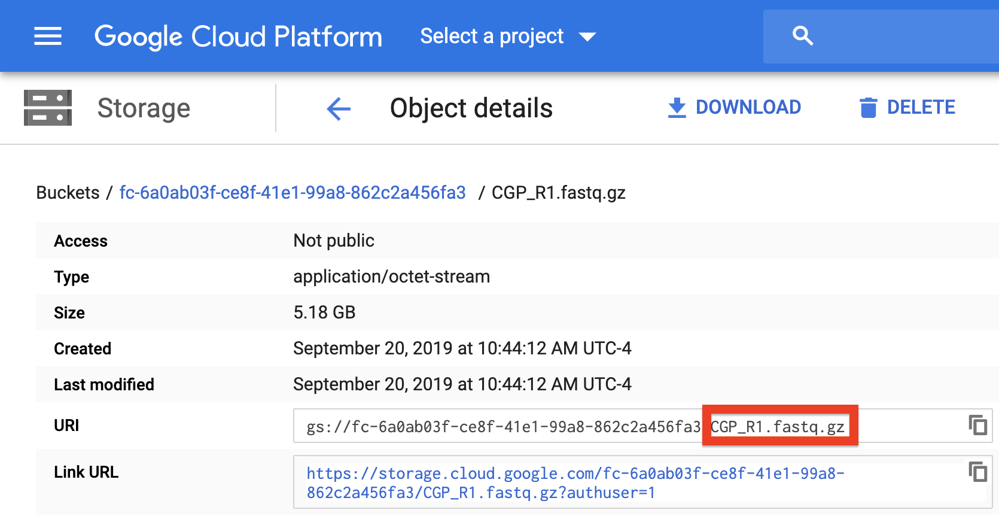 Google Cloud Platform Select a project
Storage Object details DOWNLOAD DELETE
Buckets / fc-6a0ab03f-ce8f-41e1-99a8-862c2a456fa3 / CGP_R1.fastq.gz
Access Not public
Type application/octet-stream
Size 5.18 GB
Created September 20, 2019 at 10:44:12 AM UTC-4
Last modified September 20, 2019 at 10:44:12 AM UTC-4
URI gs://fc-6a0ab03f-ce8f-41e1-99a8-862c2a456fa3 CGP_R1.fastq.gz
Link URL https://storage.cloud.google.com/fc-6a0ab03f-ce8f-41e1-99a8-
862c2a456fa3/CGP_R1.fastq.gz?authuser=1